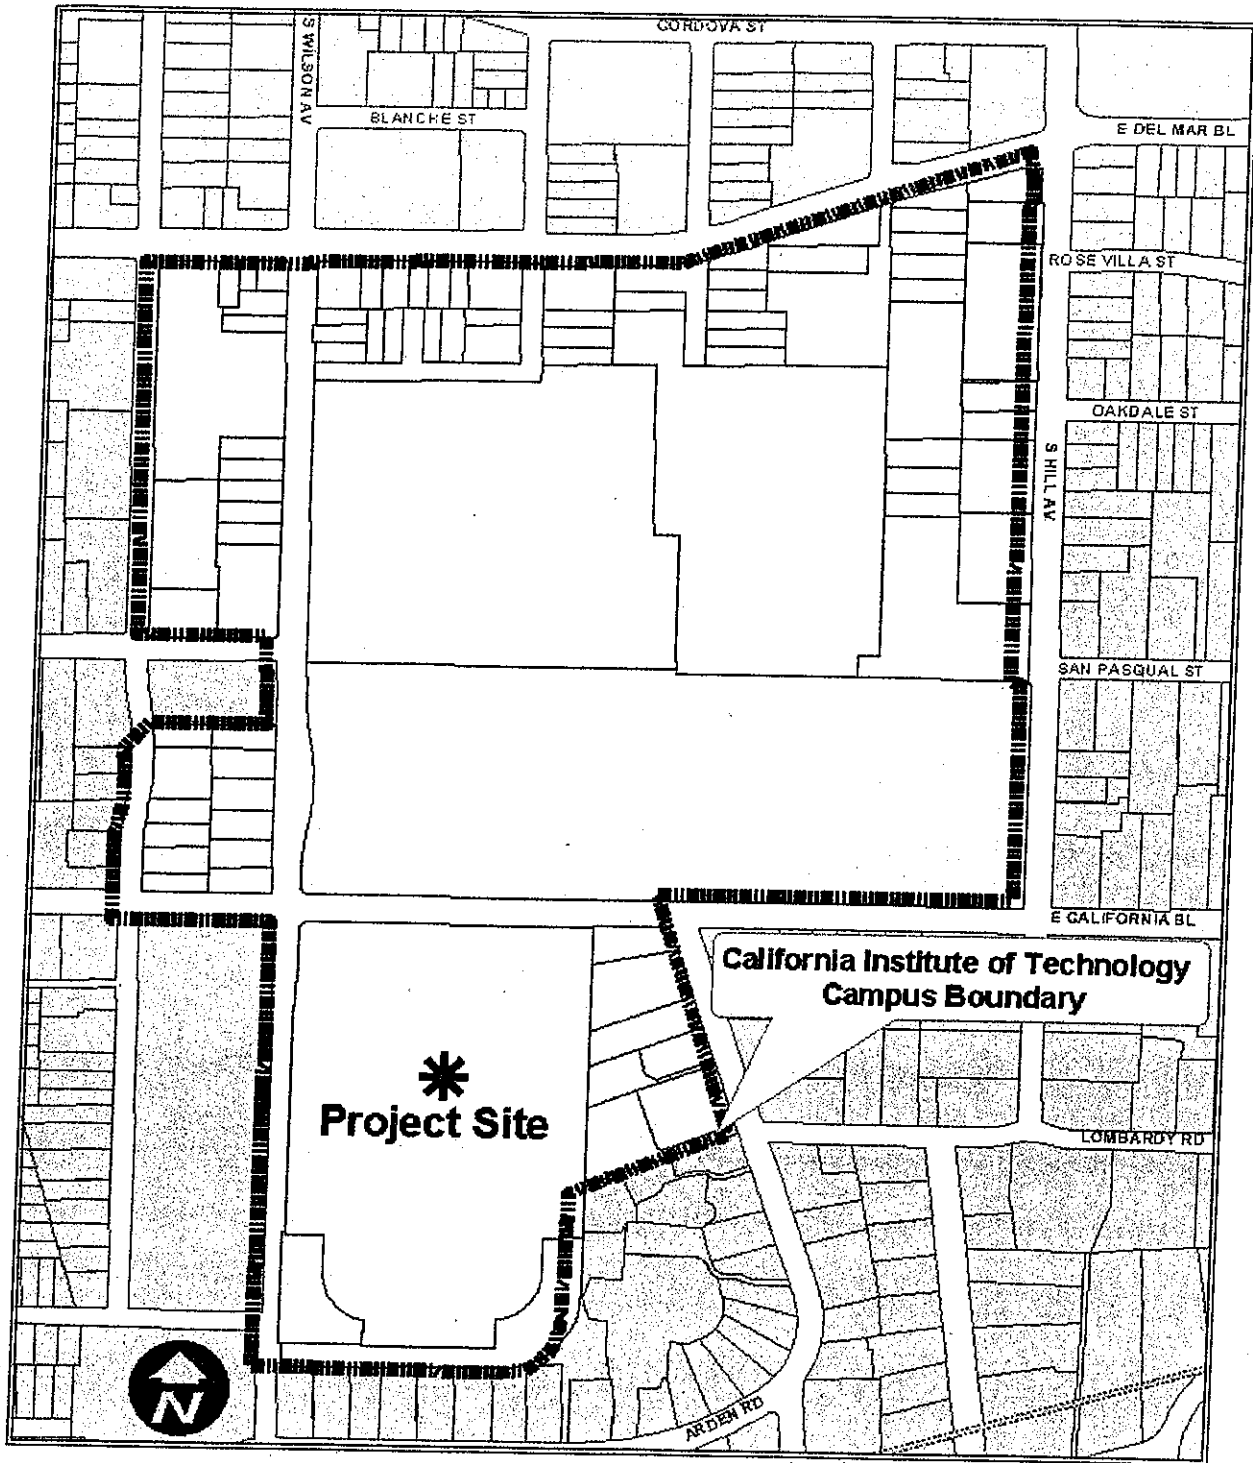 CORDOVA ST
S WILSON AV
BLANCHE ST
E DEL MAR BL
ROSE VILLA ST
OAKDALE ST
S HILL AV
SAN PASQUAL ST
E CALIFORNIA BL
California Institute of Technology
Campus Boundary
Project Site
LOMBARDY RD
ARDEN RD
N